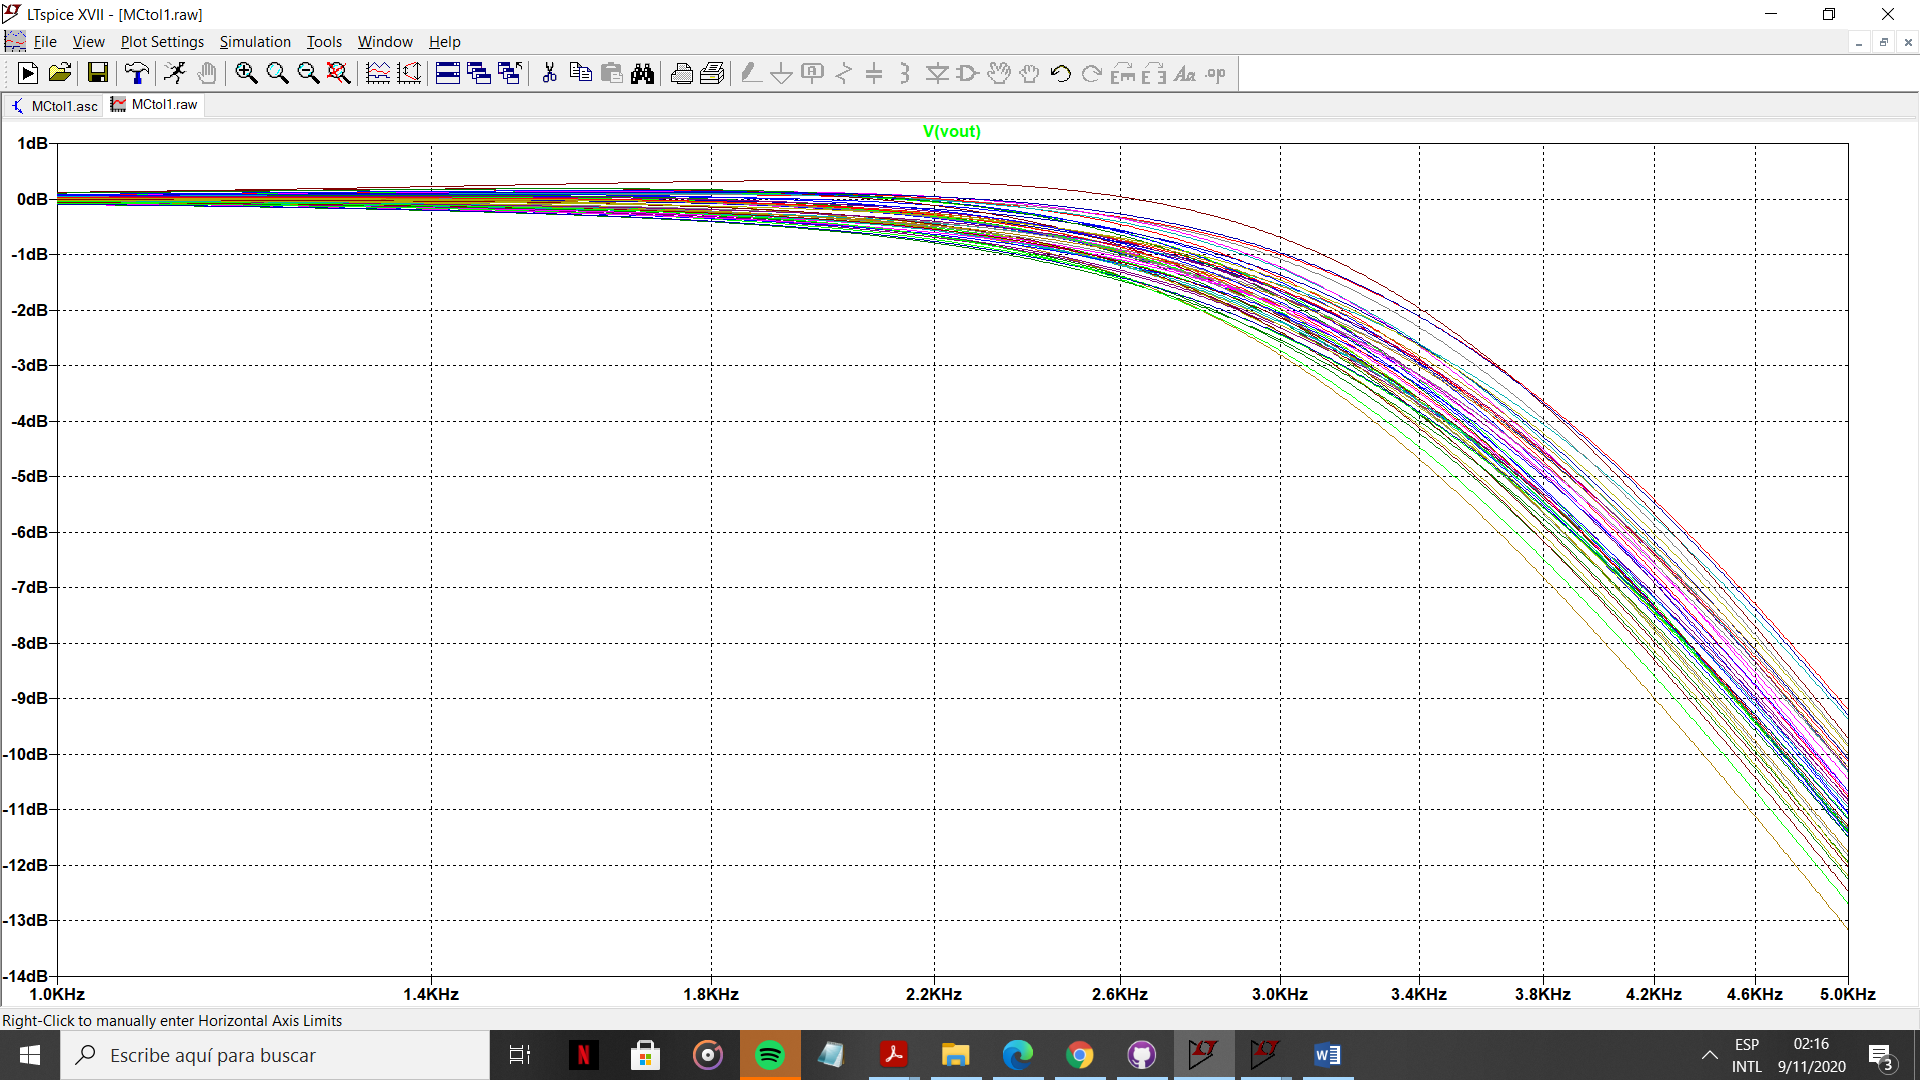 LTspice XVII - [MCtol1.raw]
File View Plot Settings Simulation Tools Window Help
MCtol1.asc MCtol1.raw
V(vout)
1dB
0dB
-1dB
-2dB
-3dB
-4dB
-5dB
-6dB
-7dB
-8dB
-9dB
-10dB
-11dB
-12dB
-13dB
-14dB
1.0KHz 1.4KHz 1.8KHz 2.2KHz 2.6KHz 3.0KHz 3.4KHz 3.8KHz 4.2KHz 4.6KHz 5.0KHz
Right-Click to manually enter Horizontal Axis Limits
Escribe aquí para buscar
ESP 02:16
INTL 9/11/2020 3